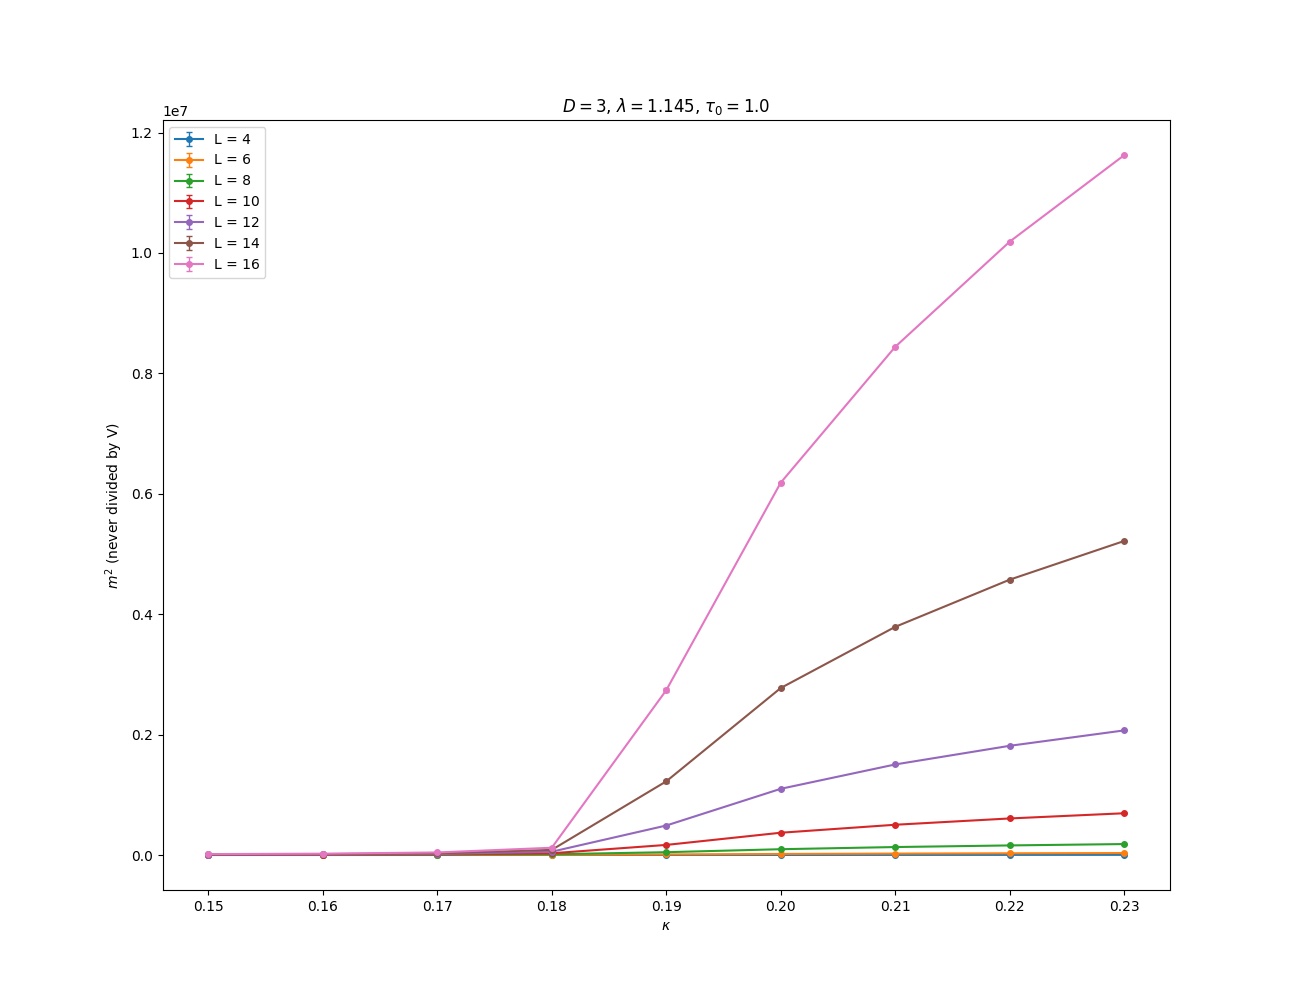 D = 3, λ = 1.145, τ₀ = 1.0
1e7
L = 4
L = 6
L = 8
L = 10
L = 12
L = 14
L = 16
1.2
1.0
0.8
0.6
0.4
0.2
0.0
m² (never divided by V)
0.15 0.16 0.17 0.18 0.19 0.20 0.21 0.22 0.23
κ